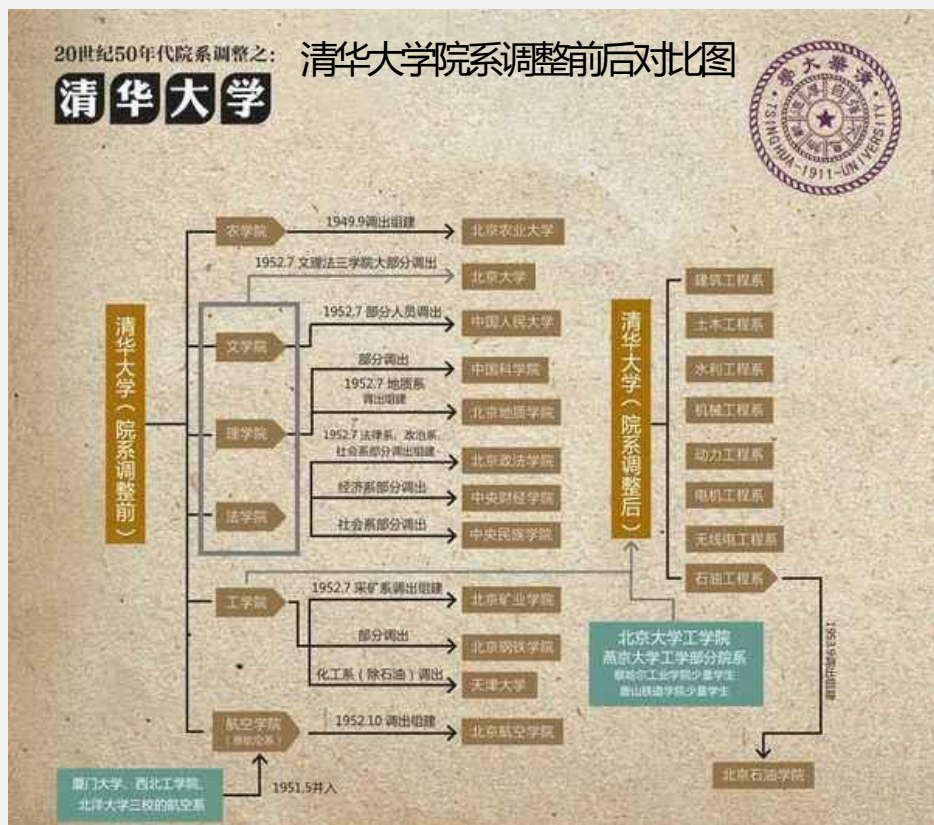 20世纪50年代院系调整之：
清华大学院系调整前后对比图
清华大学
TSINGHUA-1911-UNIVERSITY
清华大学（院系调整前）
农学院
1949.9调出组建
北京农业大学
1952.7 文理法三学院大部分调出
北京大学
文学院
1952.7 部分人员调出
中国人民大学
理学院
部分调出
中国科学院
1952.7 地质系
调出组建
北京地质学院
法学院
1952.7 法律系、政治系、
社会系部分调出组建
北京政法学院
经济系部分调出
中央财经学院
社会系部分调出
中央民族学院
工学院
1952.7 采矿系调出组建
北京矿业学院
部分调出
北京钢铁学院
化工系（除石油）调出
天津大学
航空学院
（原航空系）
1952.10 调出组建
北京航空学院
厦门大学、西北工学院、
北洋大学三校的航空系
1951.5并入
清华大学（院系调整后）
建筑工程系
土木工程系
水利工程系
机械工程系
动力工程系
电机工程系
无线电工程系
石油工程系
北京大学工学院
燕京大学工学部分院系
察哈尔工业学院少量学生
唐山铁道学院少量学生
1953.9调出组建
北京石油学院